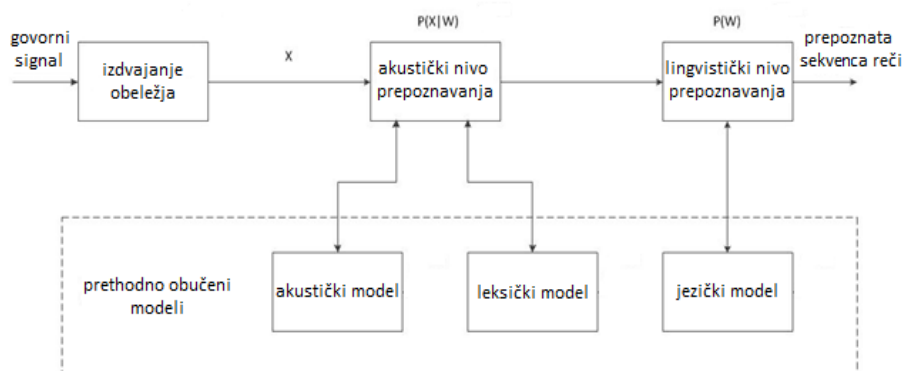 P(X|W)
P(W)
govorni
signal
izdvajanje
obeležja
X
akustički nivo
prepoznavanja
lingvistički nivo
prepoznavanja
prepoznata
sekvenca reči
prethodno obučeni
modeli
akustički model
leksički model
jezički model